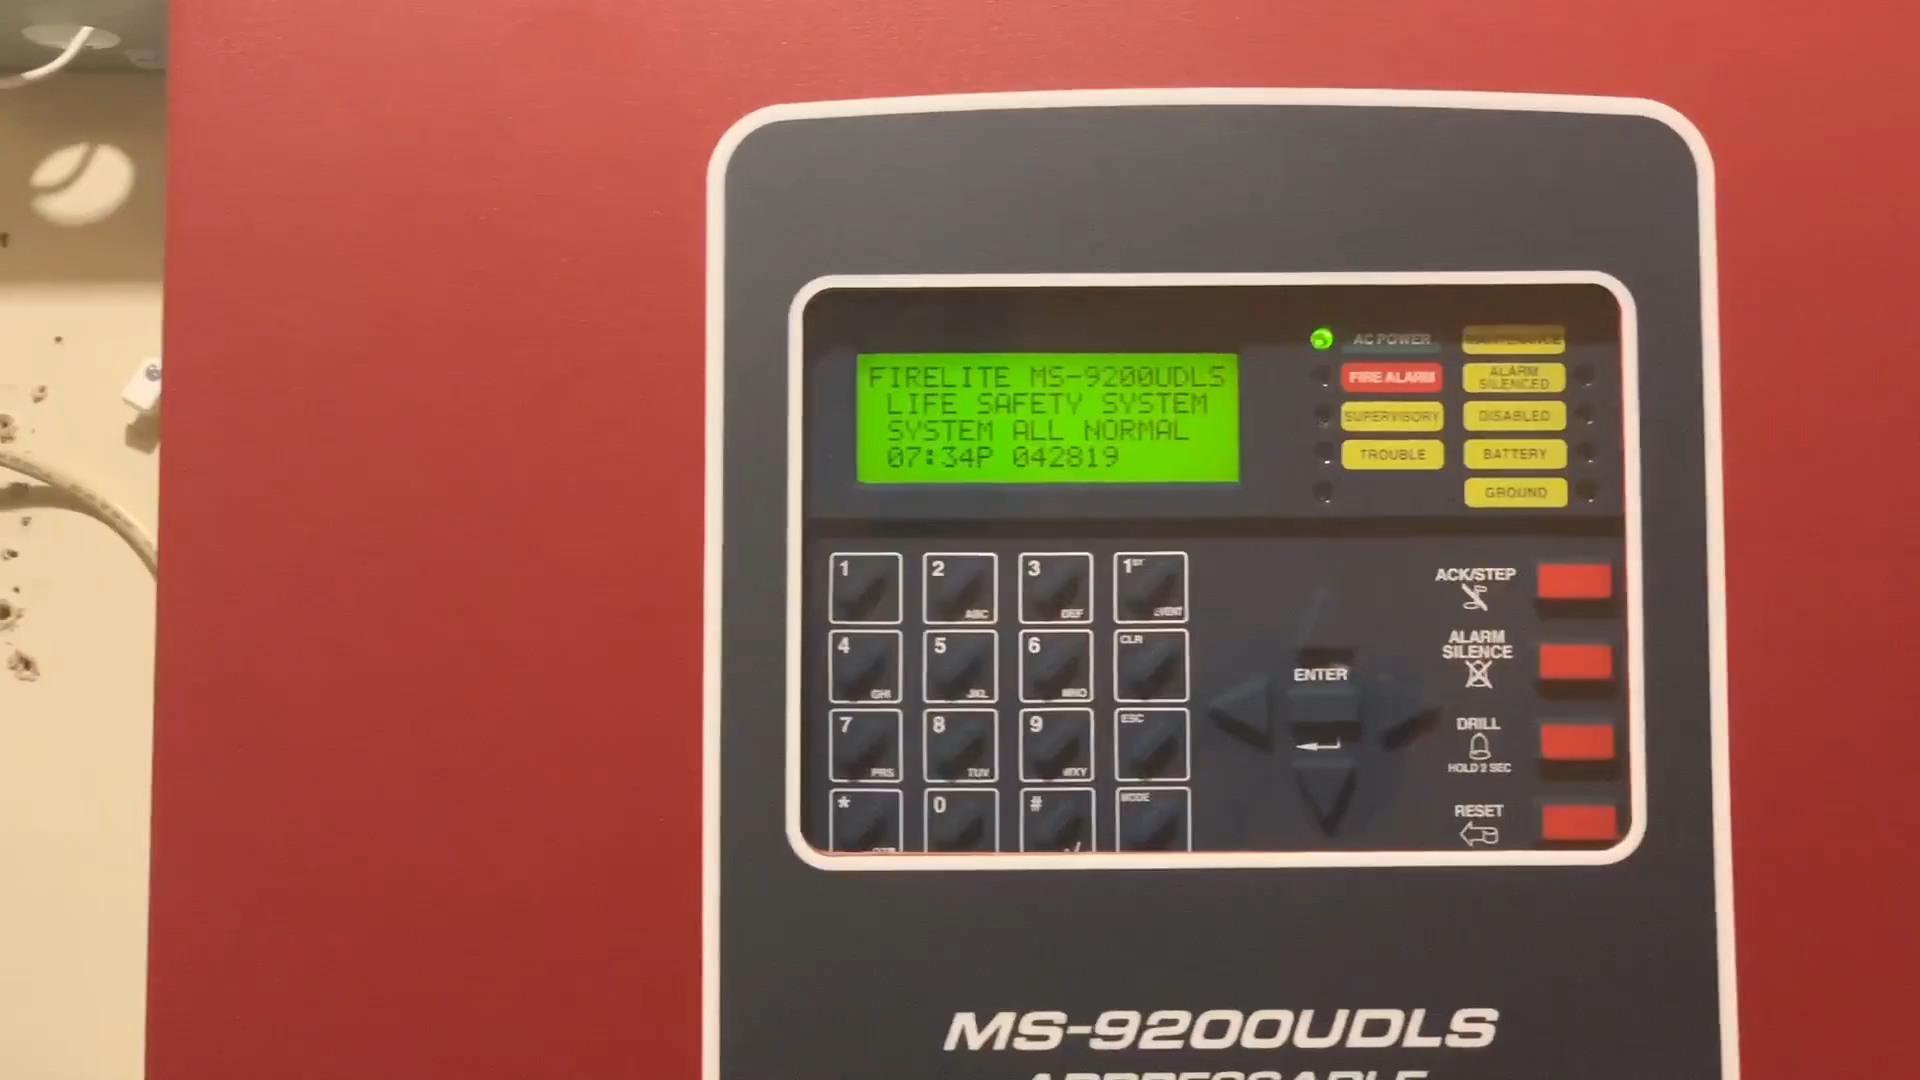 FIRELITE MS-9200UDLS
LIFE SAFETY SYSTEM
SYSTEM ALL NORMAL
07:34P 042819
AC POWER
MAINTENANCE
FIRE ALARM
ALARM SILENCED
SUPERVISORY
DISABLED
TROUBLE
BATTERY
GROUND
1
2 ABC
3 DEF
1ST EVENT
4 GHI
5 JKL
6 MNO
CLR
7 PRS
8 TUV
9 WXY
ESC
*
0
#
MODE
ENTER
ACK/STEP
ALARM
SILENCE
DRILL
HOLD 2 SEC
RESET
MS-9200UDLS
ADDRESSABLE